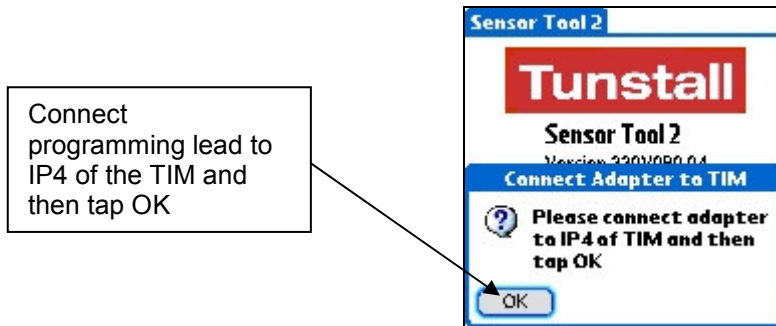 Connect
programming lead to
IP4 of the TIM and
then tap OK
Sensor Tool 2
Tunstall
Sensor Tool 2
Connect Adapter to TIM
Please connect adapter
to IP4 of TIM and then
tap OK
OK